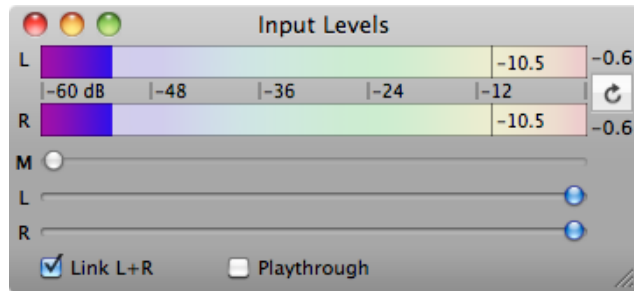 Input Levels
L -10.5 -0.6
-60 dB -48 -36 -24 -12
R -10.5 -0.6
M
L
R
Link L+R Playthrough